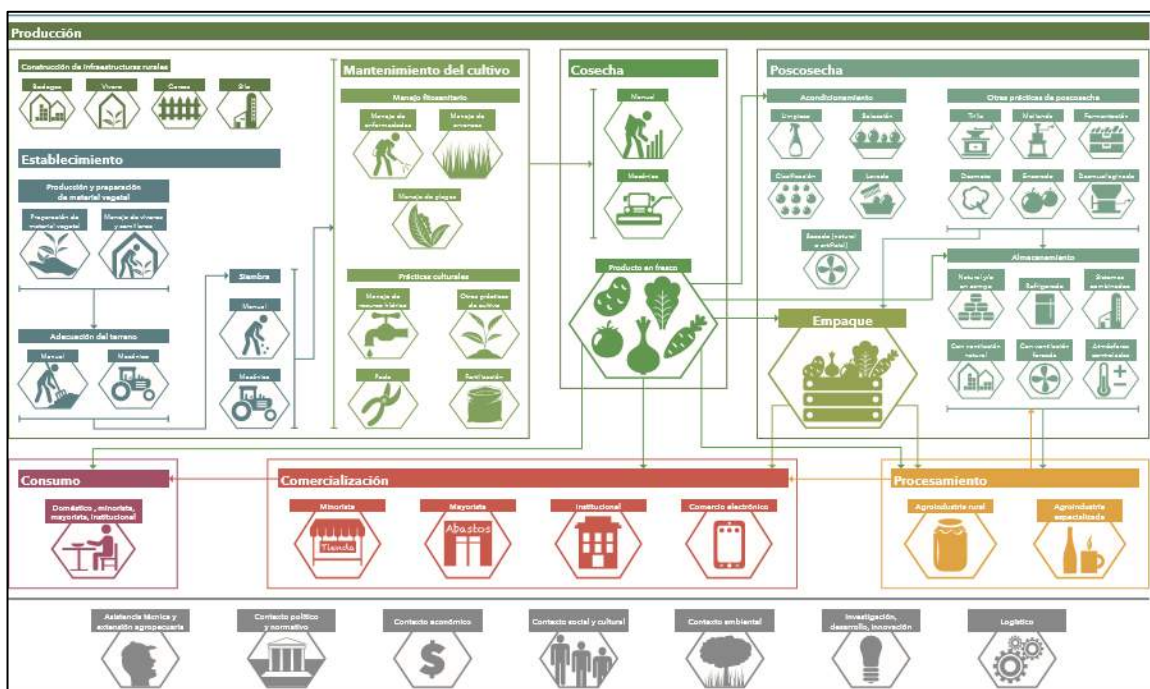 Producción
Construcción de infraestructuras rurales
Bodegas
Vivero
Cercas
Silo
Establecimiento
Producción y preparación
de material vegetal
Preparación de
material vegetal
Manejo de viveros
y semilleros
Adecuación del terreno
Manual
Mecánica
Siembra
Manual
Mecánica
Mantenimiento del cultivo
Manejo fitosanitario
Manejo de
enfermedades
Manejo de
arvenses
Manejo de plagas
Prácticas culturales
Manejo de
recurso hídrico
Otras prácticas
de cultivo
Poda
Fertilización
Cosecha
Manual
Mecánica
Producto en fresco
Poscosecha
Acondicionamiento
Limpieza
Selección
Clasificación
Lavado
Secado (natural
o artificial)
Otras prácticas de poscosecha
Trilla
Molienda
Fermentación
Desmote
Encerado
Desmucilaginado
Almacenamiento
Natural y/o
en campo
Refrigerado
Sistemas
combinados
Con ventilación
natural
Con ventilación
forzada
Atmósferas
controladas
Empaque
Consumo
Doméstico, minorista,
mayorista, institucional
Comercialización
Minorista
Tienda
Mayorista
Abastos
Institucional
Comercio electrónico
Procesamiento
Agroindustria rural
Agroindustria
especializada
Asistencia técnica y
extensión agropecuaria
Contexto político
y normativo
Contexto económico
$
Contexto social y cultural
Contexto ambiental
Investigación,
desarrollo, innovación
Logístico